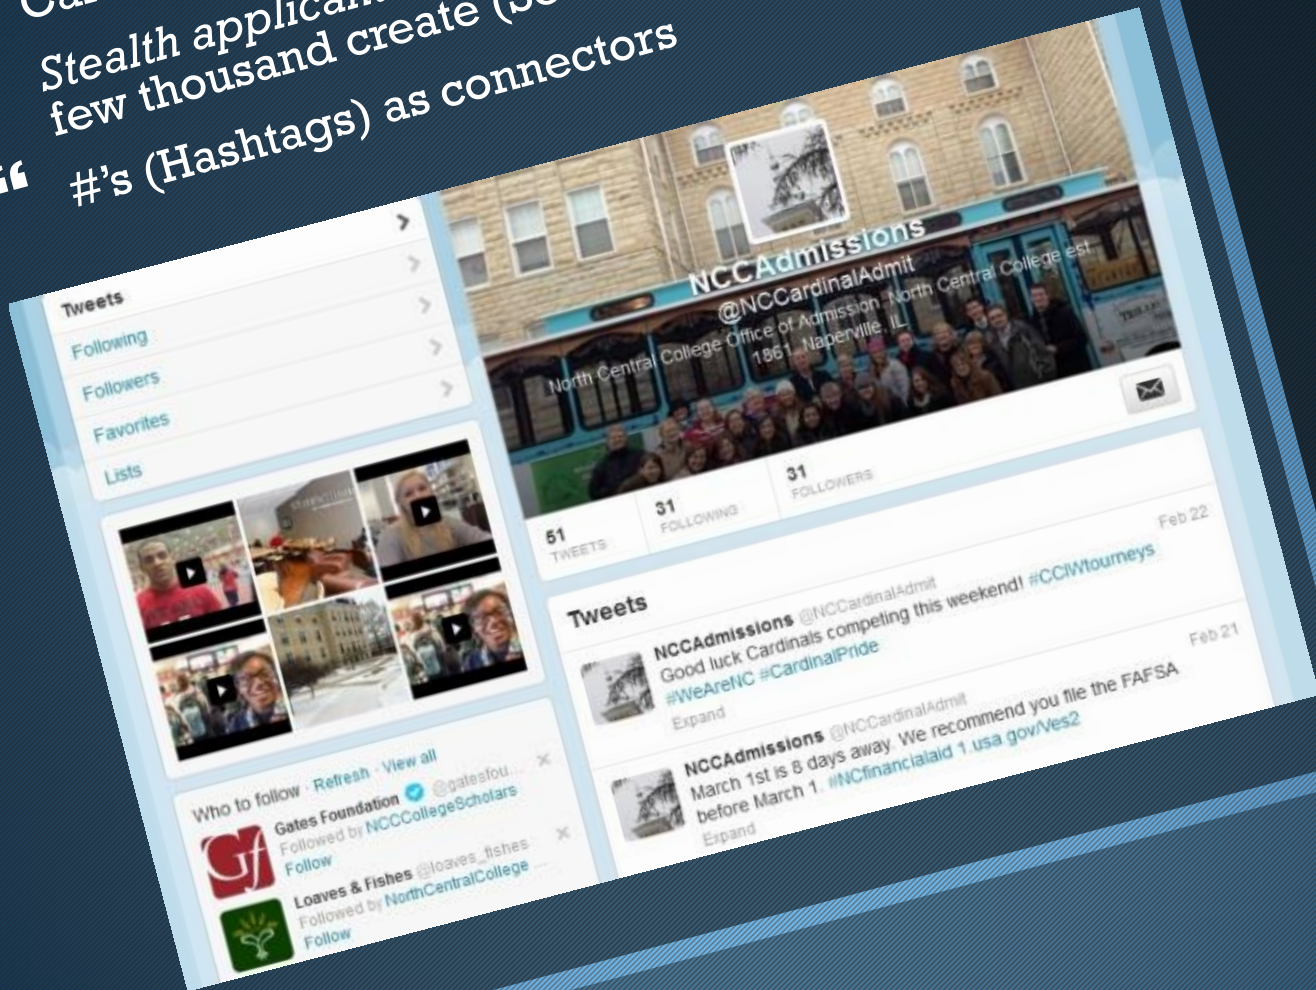 Stealth applican
few thousand create (So
#'s (Hashtags) as connectors
Tweets
Following
Followers
Favorites
Lists
NCCAdmissions
@NCCardinalAdmit
North Central College Office of Admission. North Central College est.
1861. Naperville, IL
51
TWEETS
31
FOLLOWING
31
FOLLOWERS
Who to follow · Refresh · View all
Gates Foundation @gatesfou...
Followed by NCCCollegeScholars
Follow
Loaves & Fishes @loaves_fishes
Followed by NorthCentralCollege ...
Follow
Tweets
NCCAdmissions @NCCardinalAdmit Feb 22
Good luck Cardinals competing this weekend! #CCIWtourneys
#WeAreNC #CardinalPride
Expand
NCCAdmissions @NCCardinalAdmit Feb 21
March 1st is 8 days away. We recommend you file the FAFSA
before March 1. #NCfinancialaid 1.usa.gov/Ves2
Expand